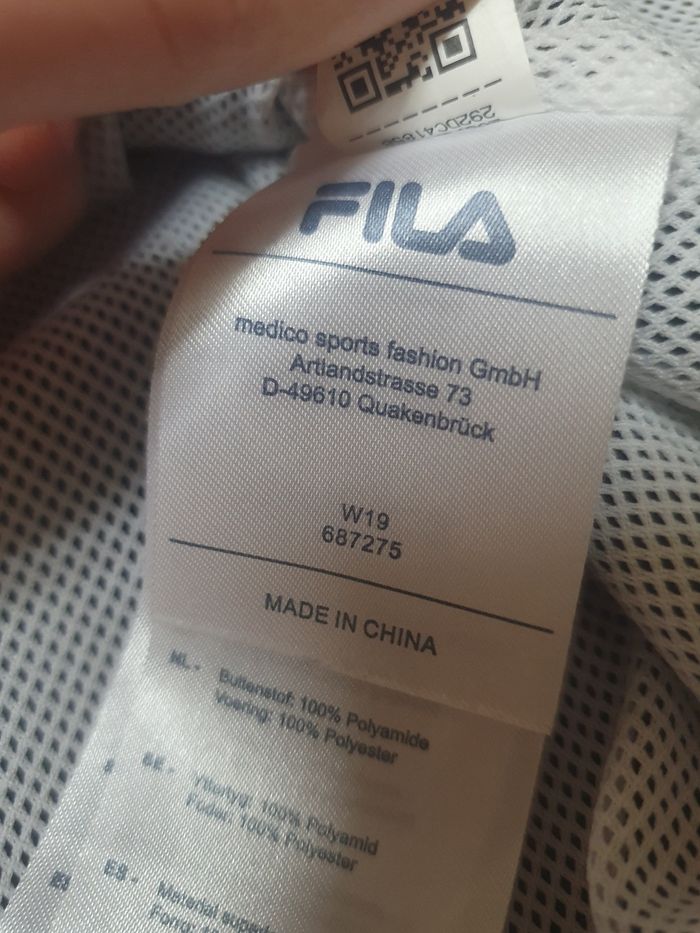 FILA
medico sports fashion GmbH
Artlandstrasse 73
D-49610 Quakenbrück
W19
687275
MADE IN CHINA
NL - Buitenstof: 100% Polyamide
Voering: 100% Polyester
SE - Yttertyg: 100% Polyamid
Foder: 100% Polyester
ES - Material